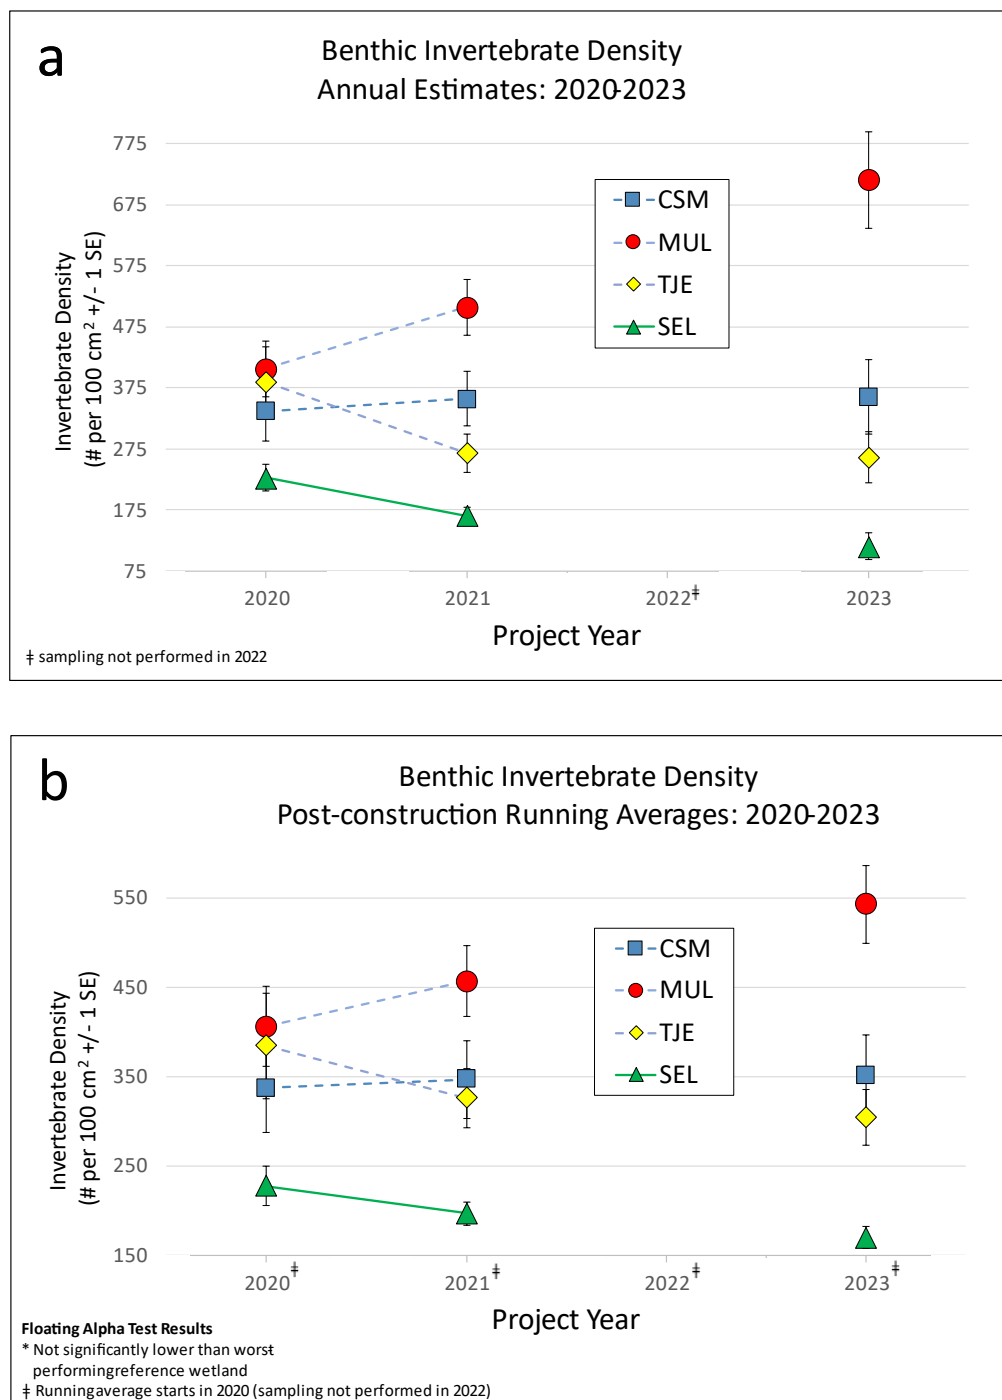 a
Benthic Invertebrate Density
Annual Estimates: 2020-2023
Invertebrate Density
(# per 100 cm² +/- 1 SE)
775
675
575
475
375
275
175
75
CSM
MUL
TJE
SEL
2020 2021 2022ǂ 2023
Project Year
ǂ sampling not performed in 2022
b
Benthic Invertebrate Density
Post-construction Running Averages: 2020-2023
Invertebrate Density
(# per 100 cm² +/- 1 SE)
550
450
350
250
150
CSM
MUL
TJE
SEL
2020ǂ 2021ǂ 2022ǂ 2023ǂ
Project Year
Floating Alpha Test Results
* Not significantly lower than worst
performingreference wetland
ǂ Runningaverage starts in 2020 (sampling not performed in 2022)